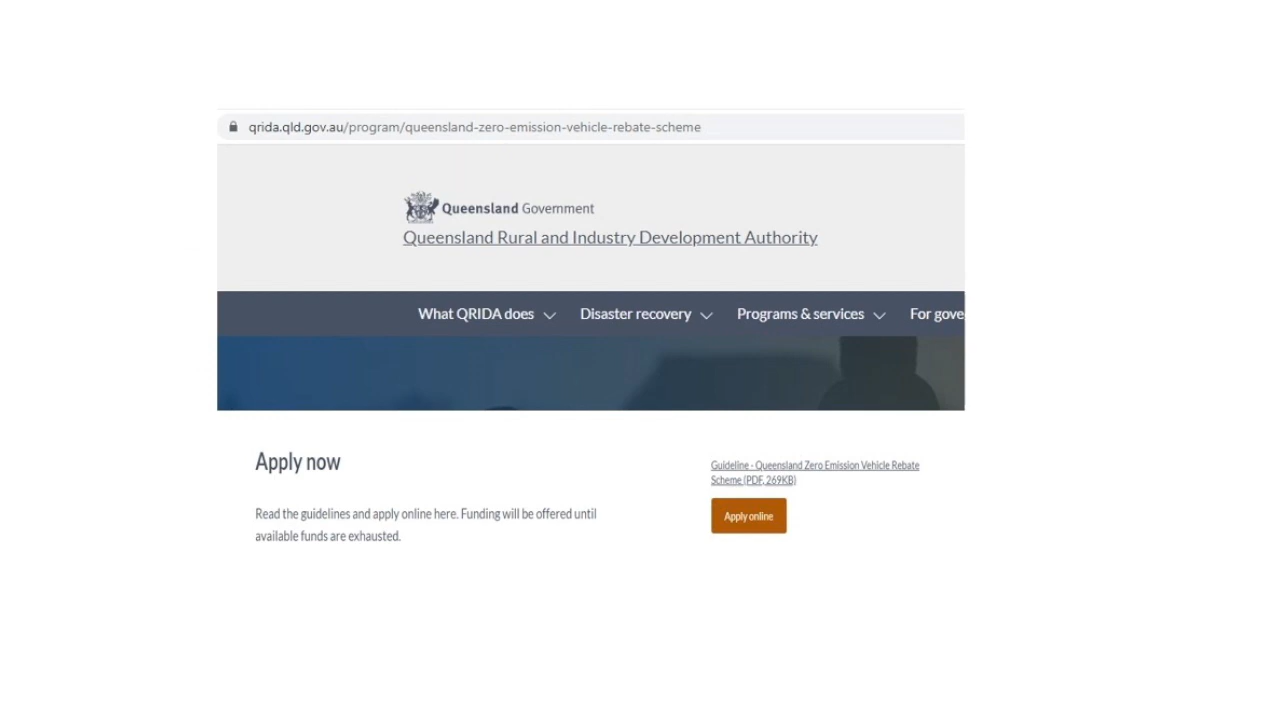 qrida.qld.gov.au/program/queensland-zero-emission-vehicle-rebate-scheme
Queensland Government
Queensland Rural and Industry Development Authority
What QRIDA does Disaster recovery Programs & services For gove
Apply now
Read the guidelines and apply online here. Funding will be offered until
available funds are exhausted.
Guideline - Queensland Zero Emission Vehicle Rebate
Scheme (PDF, 269KB)
Apply online